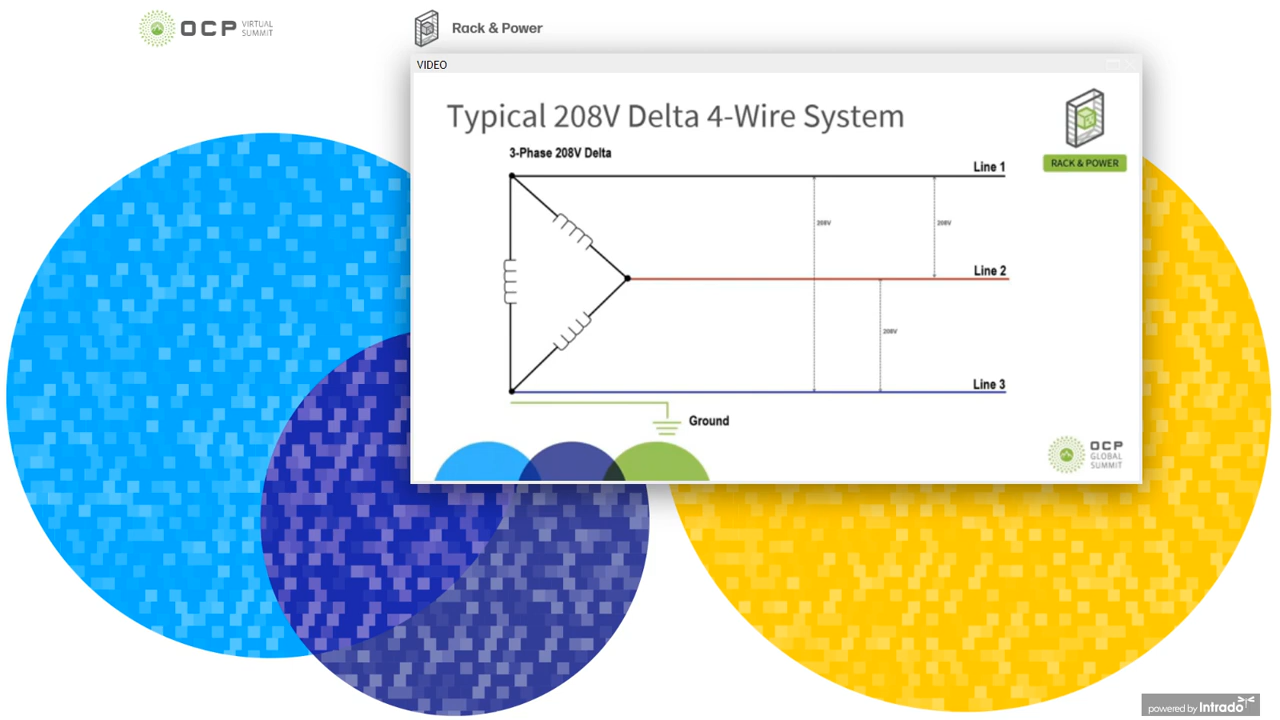 OCP VIRTUAL
SUMMIT
Rack & Power
VIDEO
Typical 208V Delta 4-Wire System
RACK & POWER
3-Phase 208V Delta
Line 1
208V
208V
Line 2
208V
Line 3
Ground
OCP
GLOBAL
SUMMIT
powered by Intrado